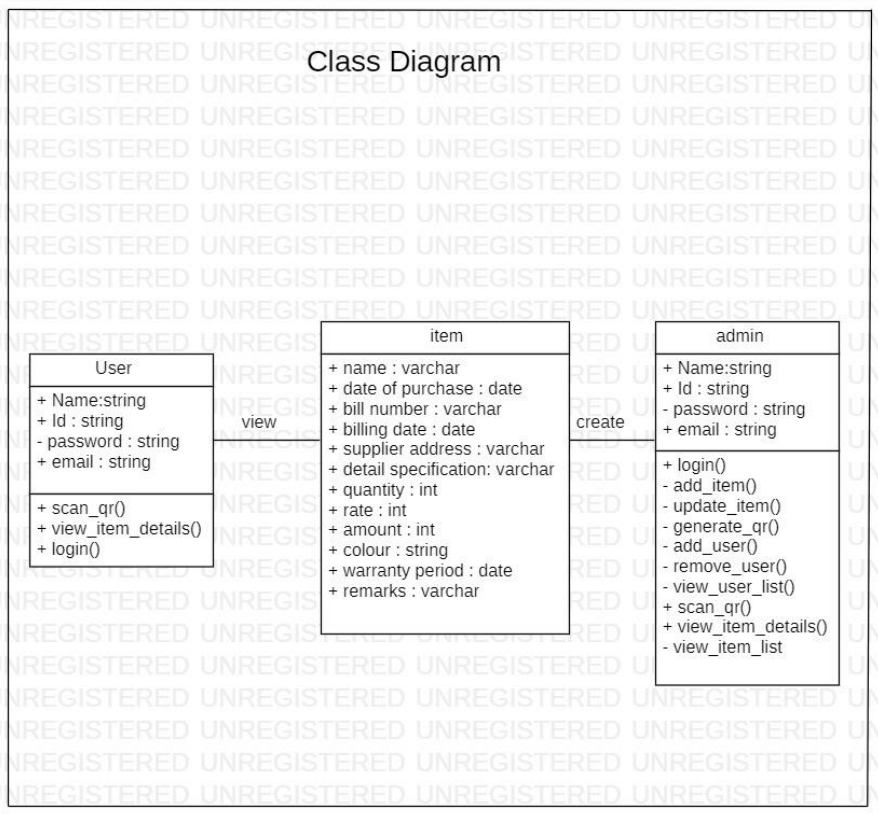 Class Diagram
User
+ Name:string
+ Id : string
- password : string
+ email : string
+ scan_qr()
+ view_item_details()
+ login()
view
item
+ name : varchar
+ date of purchase : date
+ bill number : varchar
+ billing date : date
+ supplier address : varchar
+ detail specification: varchar
+ quantity : int
+ rate : int
+ amount : int
+ colour : string
+ warranty period : date
+ remarks : varchar
create
admin
+ Name:string
+ Id : string
- password : string
+ email : string
+ login()
- add_item()
- update_item()
- generate_qr()
- add_user()
- remove_user()
- view_user_list()
+ scan_qr()
+ view_item_details()
- view_item_list
UNREGISTERED